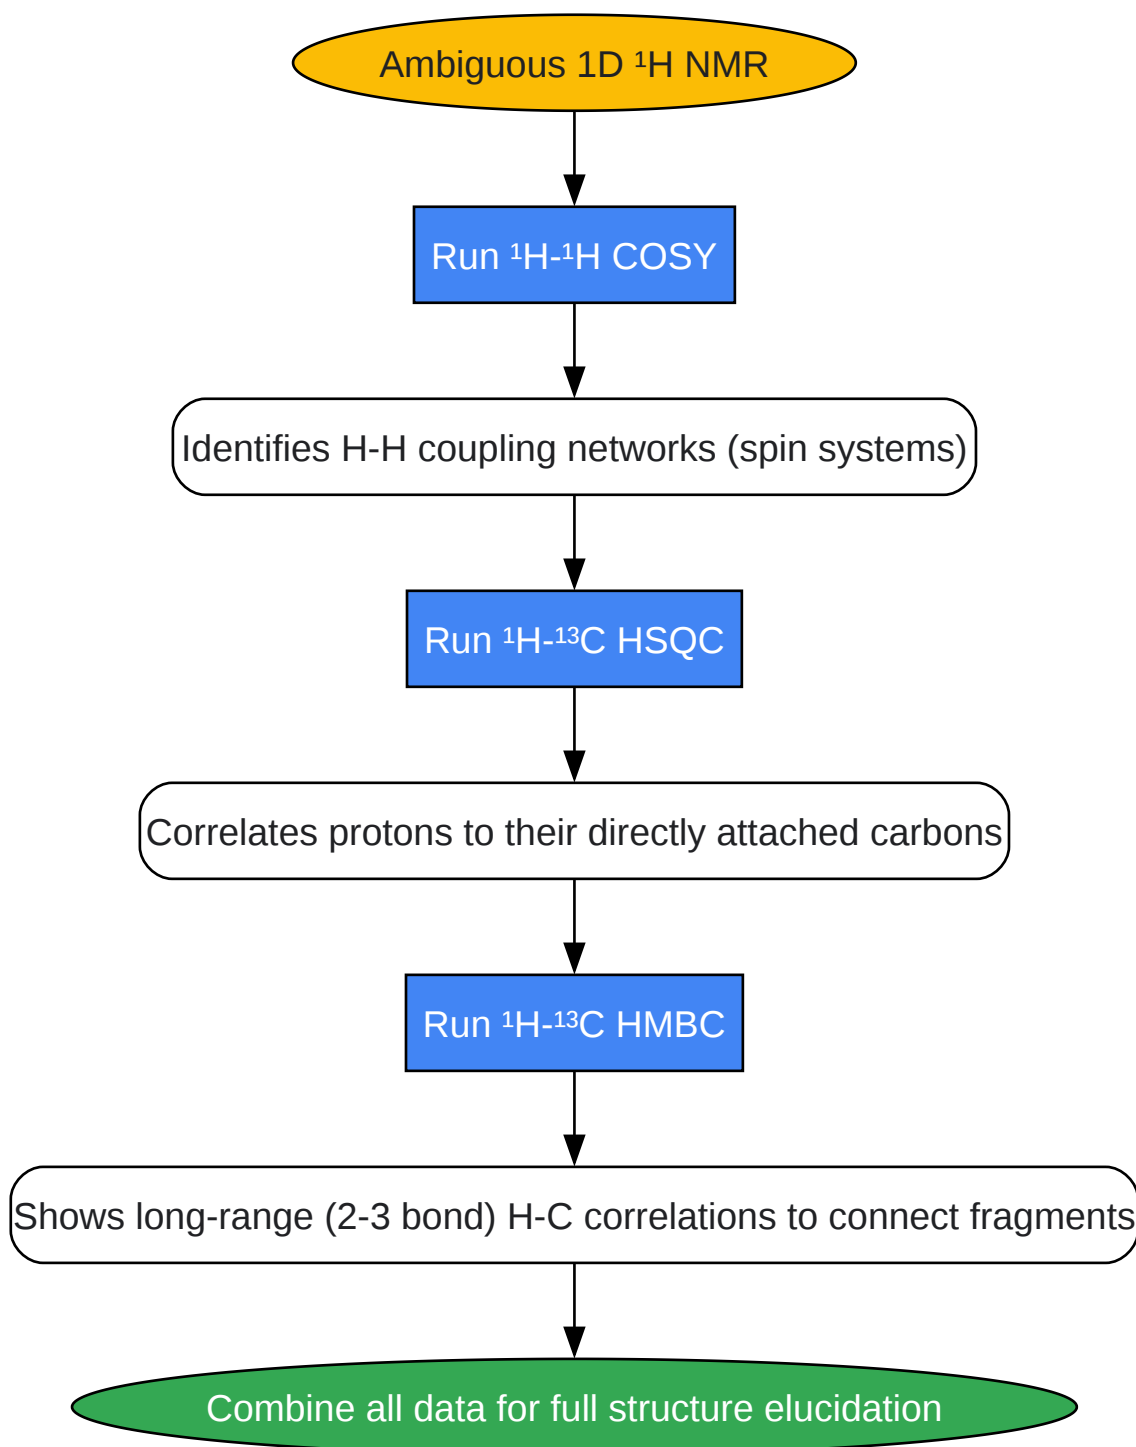 Ambiguous 1D ¹H NMR
Run ¹H-¹H COSY
Identifies H-H coupling networks (spin systems)
Run ¹H-¹³C HSQC
Correlates protons to their directly attached carbons
Run ¹H-¹³C HMBC
Shows long-range (2-3 bond) H-C correlations to connect fragments
Combine all data for full structure elucidation